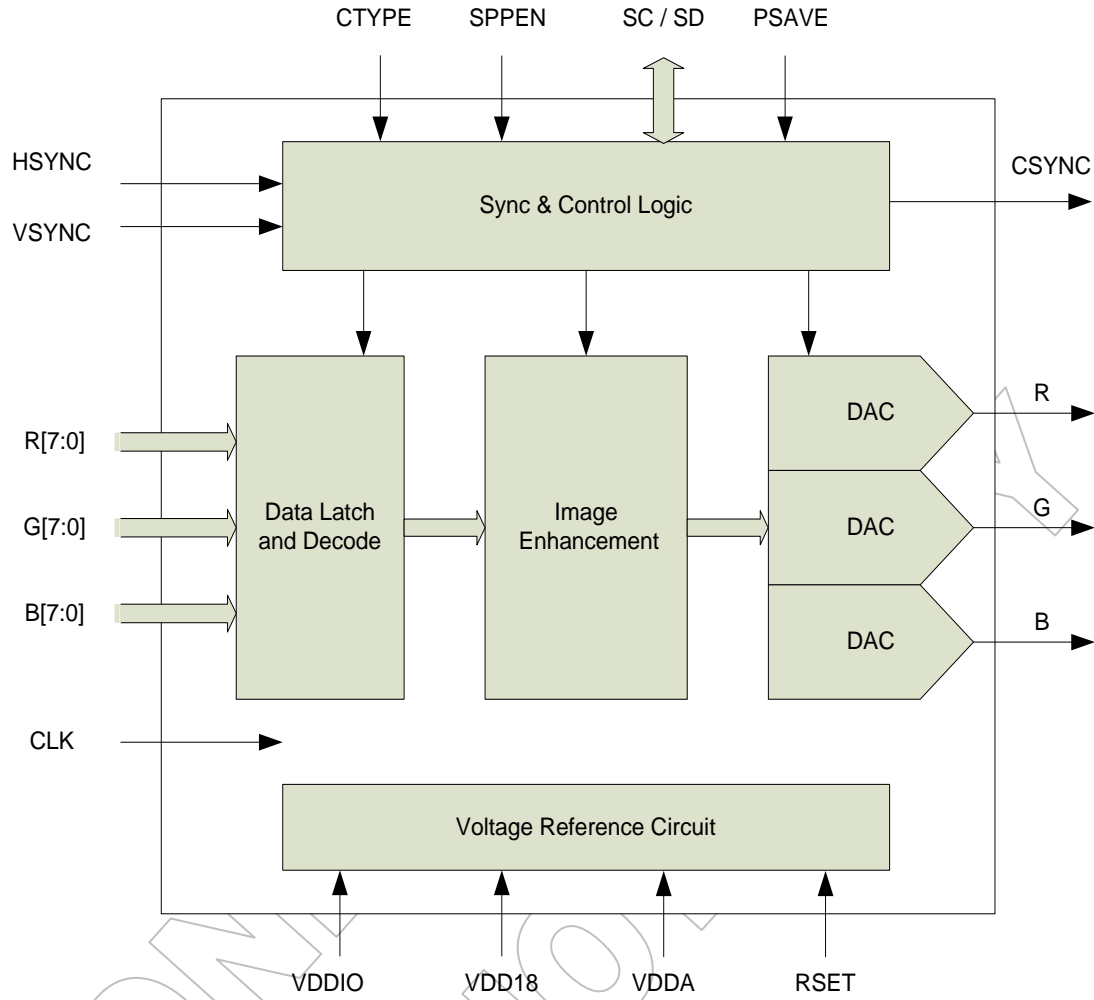 CTYPE SPPEN SC / SD PSAVE
HSYNC
CSYNC
Sync & Control Logic
VSYNC
DAC
R
R[7:0]
G[7:0]
Data Latch
and Decode
Image
Enhancement
DAC
G
B[7:0]
DAC
B
CLK
Voltage Reference Circuit
VDDIO VDD18 VDDA RSET